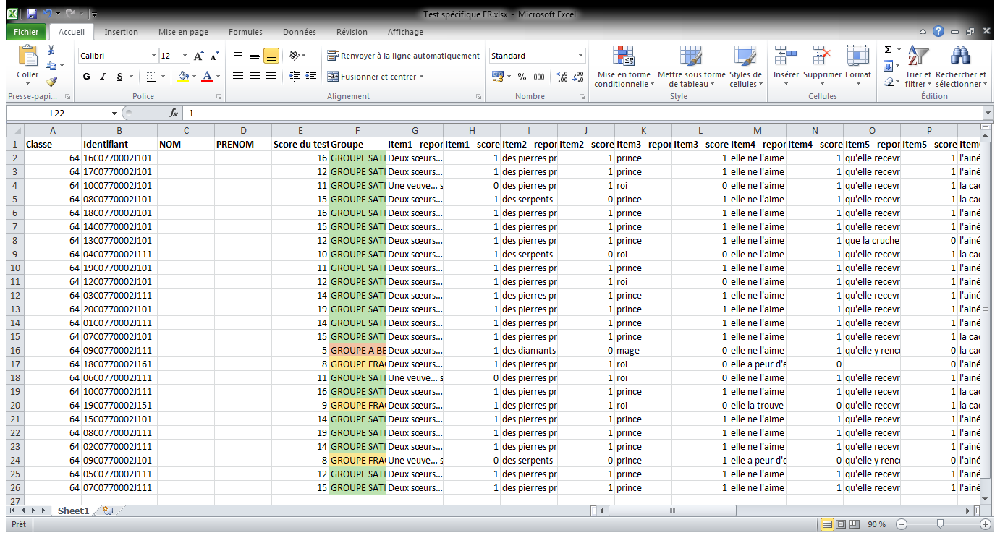 Test spécifique FR.xlsx - Microsoft Excel
Fichier Accueil Insertion Mise en page Formules Données Révision Affichage
Coller Calibri 12 Renvoyer à la ligne automatiquement Standard
G I S A Fusionner et centrer % 000 Mise en forme conditionnelle Mettre sous forme de tableau Styles de cellules Insérer Supprimer Format Σ Trier et filtrer Rechercher et sélectionner
Presse-papi... Police Alignement Nombre Style Cellules Édition
L22 fx 1
A B C D E F G H I J K L M N O P
1 Classe Identifiant NOM PRENOM Score du test Groupe Item1 - repor Item1 - score Item2 - repor Item2 - score Item3 - repor Item3 - score Item4 - repor Item4 - score Item5 - repor Item5 - score Item
2 64 16C0770002J101 16 GROUPE SATI Deux sœurs... 1 des pierres pr 1 prince 1 elle ne l'aime 1 qu'elle recevr 1 l'ainé
3 64 17C0770002J101 12 GROUPE SATI Deux sœurs... 1 des pierres pr 1 prince 1 elle ne l'aime 1 qu'elle recevr 1 l'ainé
4 64 10C0770002J101 11 GROUPE SATI Une veuve... s 0 des pierres pr 1 roi 0 elle ne l'aime 1 qu'elle recevr 1 la cad
5 64 08C0770002J101 15 GROUPE SATI Deux sœurs... 1 des serpents 0 prince 1 elle ne l'aime 1 qu'elle recevr 1 la cad
6 64 18C0770002J101 16 GROUPE SATI Deux sœurs... 1 des pierres pr 1 prince 1 elle ne l'aime 1 qu'elle recevr 1 l'ainé
7 64 14C0770002J101 15 GROUPE SATI Deux sœurs... 1 des pierres pr 1 prince 1 elle ne l'aime 1 qu'elle recevr 1 l'ainé
8 64 13C0770002J101 12 GROUPE SATI Deux sœurs... 1 des pierres pr 1 prince 1 elle ne l'aime 1 que la cruche 0 l'ainé
9 64 04C0770002J111 10 GROUPE SATI Deux sœurs... 1 des serpents 0 roi 0 elle ne l'aime 1 qu'elle recevr 1 la cad
10 64 19C0770002J101 11 GROUPE SATI Deux sœurs... 1 des pierres pr 1 prince 1 elle ne l'aime 1 qu'elle recevr 1 l'ainé
11 64 12C0770002J101 12 GROUPE SATI Deux sœurs... 1 des pierres pr 1 roi 0 elle ne l'aime 1 qu'elle recevr 1 l'ainé
12 64 03C0770002J111 14 GROUPE SATI Deux sœurs... 1 des pierres pr 1 prince 1 elle ne l'aime 1 qu'elle recevr 1 l'ainé
13 64 20C0770002J101 19 GROUPE SATI Deux sœurs... 1 des pierres pr 1 prince 1 elle ne l'aime 1 qu'elle recevr 1 l'ainé
14 64 01C0770002J111 14 GROUPE SATI Deux sœurs... 1 des pierres pr 1 prince 1 elle ne l'aime 1 qu'elle recevr 1 l'ainé
15 64 07C0770002J101 15 GROUPE SATI Deux sœurs... 1 des pierres pr 1 prince 1 elle ne l'aime 1 qu'elle recevr 1 la cad
16 64 09C0770002J111 5 GROUPE A BE Deux sœurs... 1 des diamants 0 mage 0 elle ne l'aime 1 qu'elle y renc 0 la cad
17 64 18C0770002J161 8 GROUPE FRA Deux sœurs... 1 des pierres pr 1 roi 0 elle a peur d'e 0 0 l'ainé
18 64 06C0770002J111 11 GROUPE SATI Une veuve... s 0 des pierres pr 1 roi 0 elle ne l'aime 1 qu'elle recevr 1 l'ainé
19 64 10C0770002J111 16 GROUPE SATI Deux sœurs... 1 des pierres pr 1 prince 1 elle ne l'aime 1 qu'elle recevr 1 la cad
20 64 19C0770002J151 9 GROUPE FRA Deux sœurs... 1 des pierres pr 1 roi 0 elle la trouve 0 qu'elle recevr 1 la cad
21 64 15C0770002J101 14 GROUPE SATI Deux sœurs... 1 des pierres pr 1 prince 1 elle ne l'aime 1 qu'elle recevr 1 l'ainé
22 64 08C0770002J111 19 GROUPE SATI Deux sœurs... 1 des pierres pr 1 prince 1 elle ne l'aime 1 qu'elle recevr 1 l'ainé
23 64 02C0770002J111 14 GROUPE SATI Deux sœurs... 1 des pierres pr 1 prince 1 elle ne l'aime 1 qu'elle recevr 1 l'ainé
24 64 09C0770002J101 8 GROUPE FRA Une veuve... s 0 des serpents 0 prince 1 elle a peur d'e 0 qu'elle y renc 0 l'ainé
25 64 05C0770002J111 12 GROUPE SATI Deux sœurs... 1 des pierres pr 1 prince 1 elle ne l'aime 1 qu'elle recevr 1 l'ainé
26 64 07C0770002J111 15 GROUPE SATI Deux sœurs... 1 des pierres pr 1 prince 1 elle ne l'aime 1 qu'elle recevr 1 l'ainé
27
Sheet1
Prêt 90 %